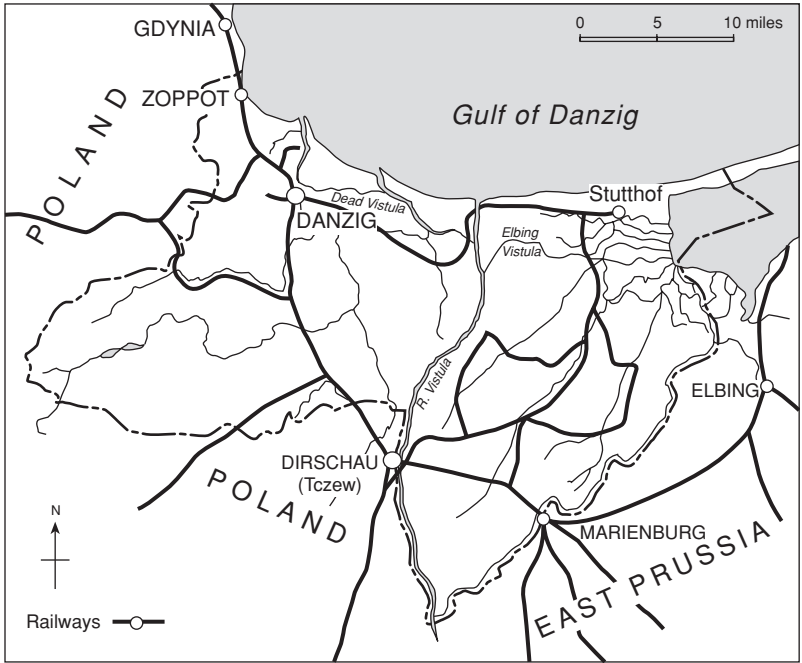 GDYNIA
0 5 10 miles
ZOPPOT
POLAND
Gulf of Danzig
Stutthof
Dead Vistula
DANZIG
Elbing
Vistula
R. Vistula
ELBING
DIRSCHAU
(Tczew)
POLAND
MARIENBURG
EAST PRUSSIA
N
Railways